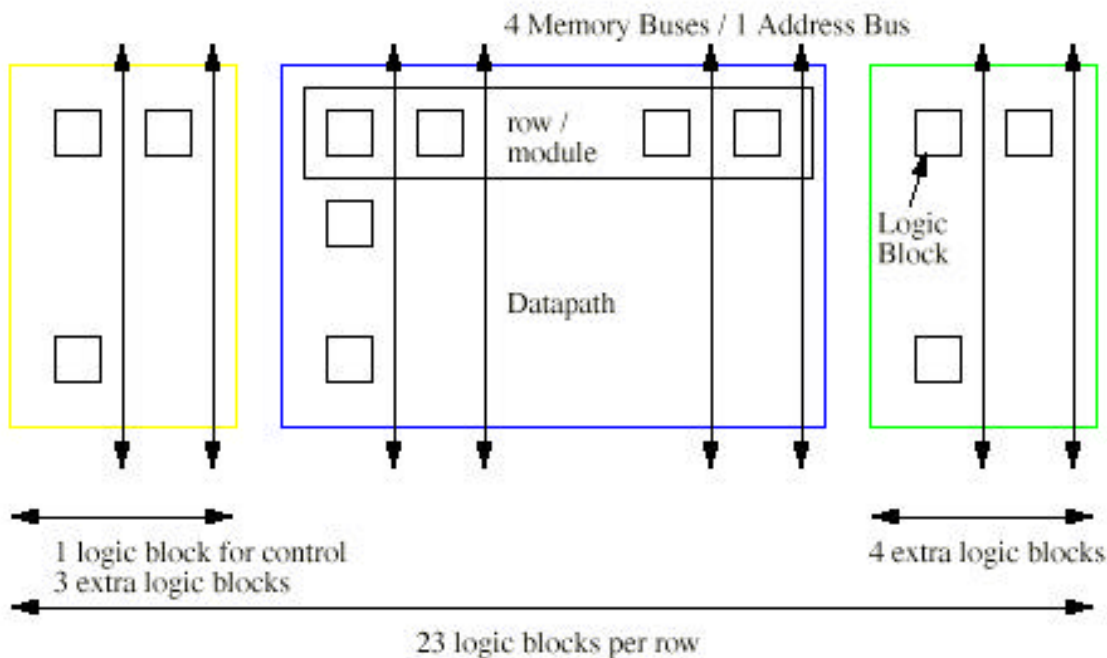 4 Memory Buses / 1 Address Bus
row /
module
Logic
Block
Datapath
1 logic block for control
3 extra logic blocks
4 extra logic blocks
23 logic blocks per row